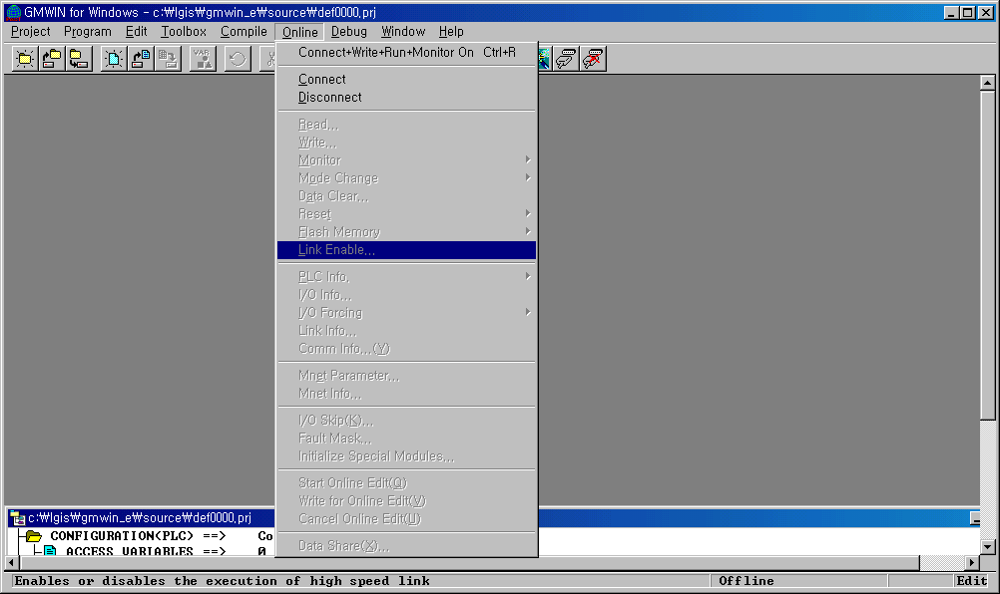 GMWIN for Windows - c:₩lgis₩gmwin_e₩source₩def0000.prj
Project Program Edit Toolbox Compile Online Debug Window Help
Connect+Write+Run+Monitor On Ctrl+R
Connect
Disconnect
Read...
Write...
Monitor
Mode Change
Data Clear...
Reset
Flash Memory
Link Enable...
PLC Info.
I/O Info...
I/O Forcing
Link Info...
Comm Info...(Y)
Mnet Parameter...
Mnet Info...
I/O Skip(K)...
Fault Mask...
Initialize Special Modules...
Start Online Edit(Q)
Write for Online Edit(V)
Cancel Online Edit(U)
Data Share(X)...
VAR
c:₩lgis₩gmwin_e₩source₩def0000.prj
CONFIGURATION(PLC) ==> Co
ACCESS VARIABLES ==> 0
Enables or disables the execution of high speed link Offline Edit